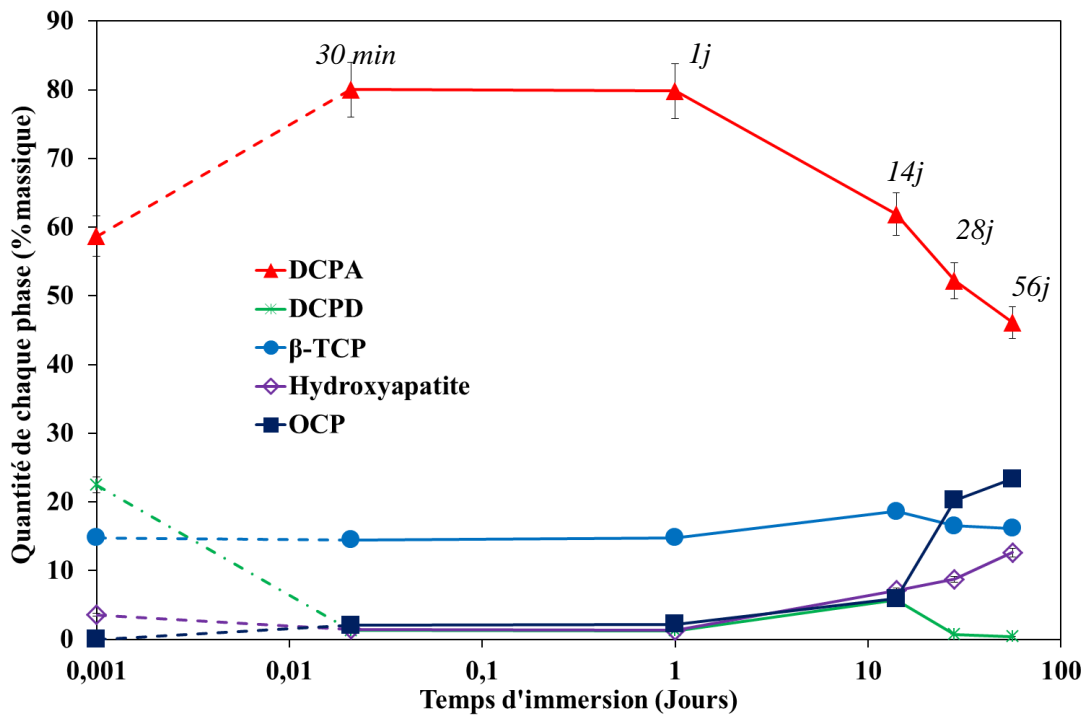 90
80
70
60
50
40
30
20
10
0
Quantité de chaque phase (% massique)
30 min
1j
14j
28j
56j
DCPA
DCPD
β-TCP
Hydroxyapatite
OCP
0,001
0,01
0,1
1
10
100
Temps d'immersion (Jours)